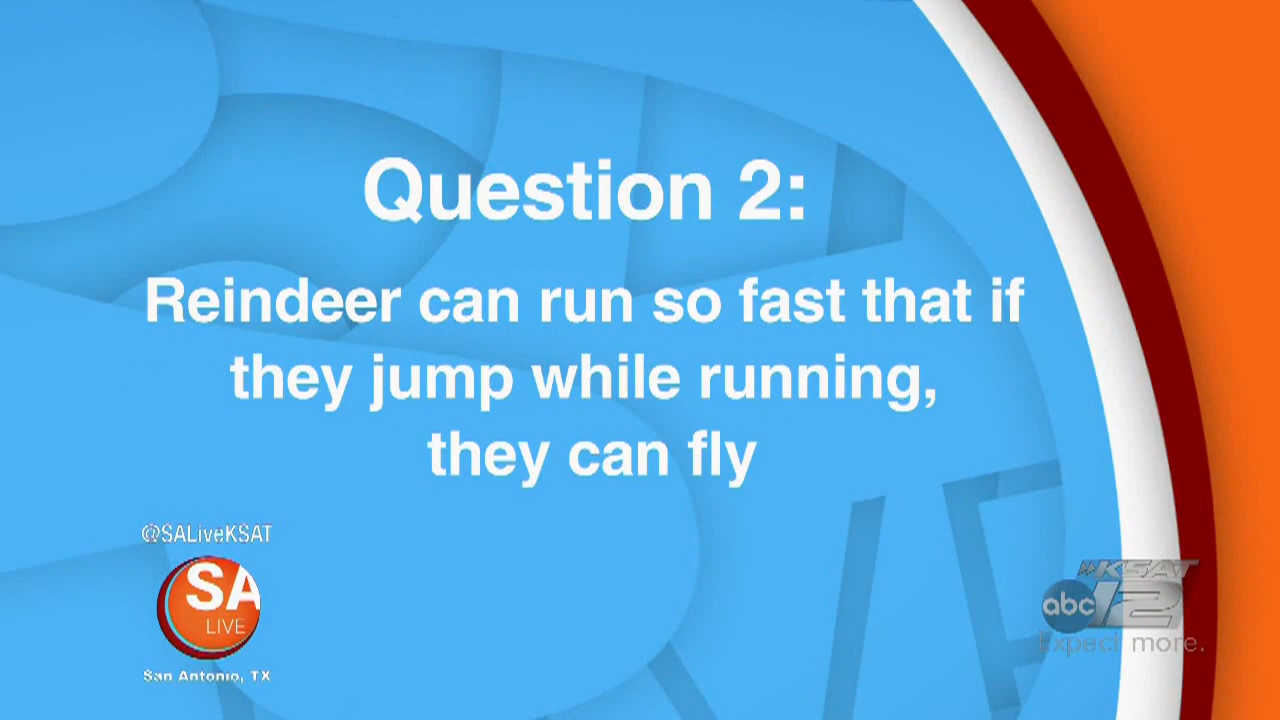 Question 2:
Reindeer can run so fast that if
they jump while running,
they can fly
@SALiveKSAT
SA
LIVE
San Antonio, TX
KSAT
abc 12
Expect more.